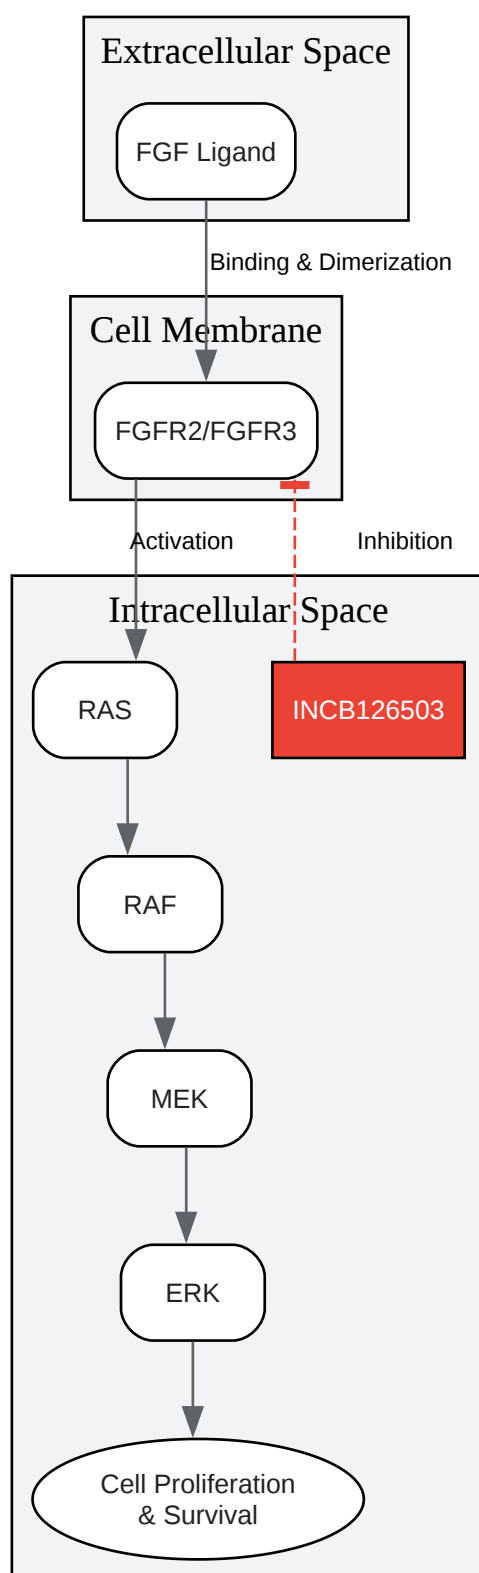 Extracellular Space
FGF Ligand
Binding & Dimerization
Cell Membrane
FGFR2/FGFR3
Activation
Inhibition
Intracellular Space
RAS
INCB126503
RAF
MEK
ERK
Cell Proliferation
& Survival